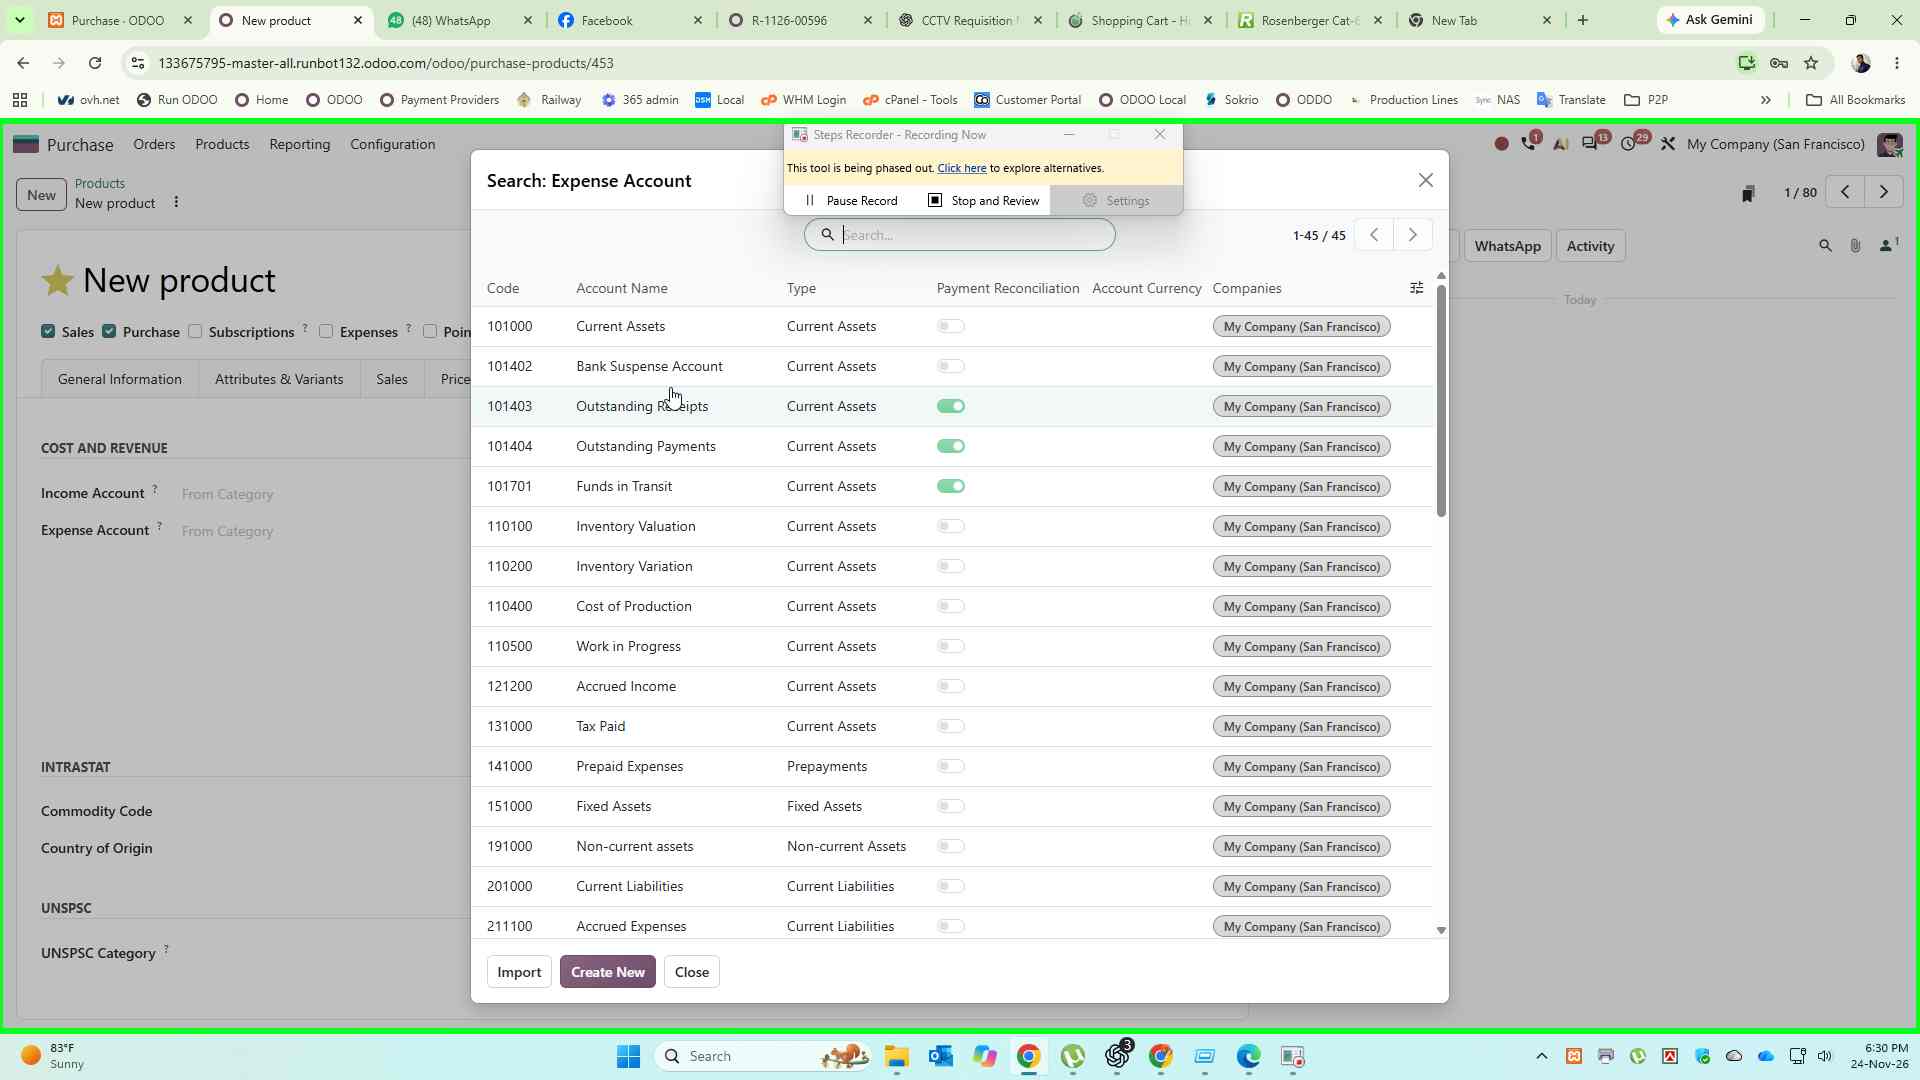 Purchase - ODOO
New product
(48) WhatsApp
Facebook
R-1126-00596
CCTV Requisition
Shopping Cart - H
Rosenberger Cat-6
New Tab
Ask Gemini
133675795-master-all.runbot132.odoo.com/odoo/purchase-products/453
ovh.net
Run ODOO
Home
ODOO
Payment Providers
Railway
365 admin
DSM Local
WHM Login
cPanel - Tools
Customer Portal
ODOO Local
Sokrio
ODDO
Production Lines
Sync NAS
Translate
P2P
All Bookmarks
Purchase Orders Products Reporting Configuration
Steps Recorder - Recording Now
1 13 29 My Company (San Francisco)
This tool is being phased out. Click here to explore alternatives.
Pause Record Stop and Review Settings
New
Products
New product
Search: Expense Account
1 / 80
Search...
1-45 / 45
WhatsApp Activity 1
New product
Today
Sales Purchase Subscriptions ? Expenses ? Poin
General Information Attributes & Variants Sales Price
COST AND REVENUE
Income Account ? From Category
Expense Account ? From Category
INTRASTAT
Commodity Code
Country of Origin
UNSPSC
UNSPSC Category ?
Code Account Name Type Payment Reconciliation Account Currency Companies
101000 Current Assets Current Assets My Company (San Francisco)
101402 Bank Suspense Account Current Assets My Company (San Francisco)
101403 Outstanding Receipts Current Assets My Company (San Francisco)
101404 Outstanding Payments Current Assets My Company (San Francisco)
101701 Funds in Transit Current Assets My Company (San Francisco)
110100 Inventory Valuation Current Assets My Company (San Francisco)
110200 Inventory Variation Current Assets My Company (San Francisco)
110400 Cost of Production Current Assets My Company (San Francisco)
110500 Work in Progress Current Assets My Company (San Francisco)
121200 Accrued Income Current Assets My Company (San Francisco)
131000 Tax Paid Current Assets My Company (San Francisco)
141000 Prepaid Expenses Prepayments My Company (San Francisco)
151000 Fixed Assets Fixed Assets My Company (San Francisco)
191000 Non-current assets Non-current Assets My Company (San Francisco)
201000 Current Liabilities Current Liabilities My Company (San Francisco)
211100 Accrued Expenses Current Liabilities My Company (San Francisco)
Import Create New Close
83°F
Sunny
Search
3
6:30 PM
24-Nov-26